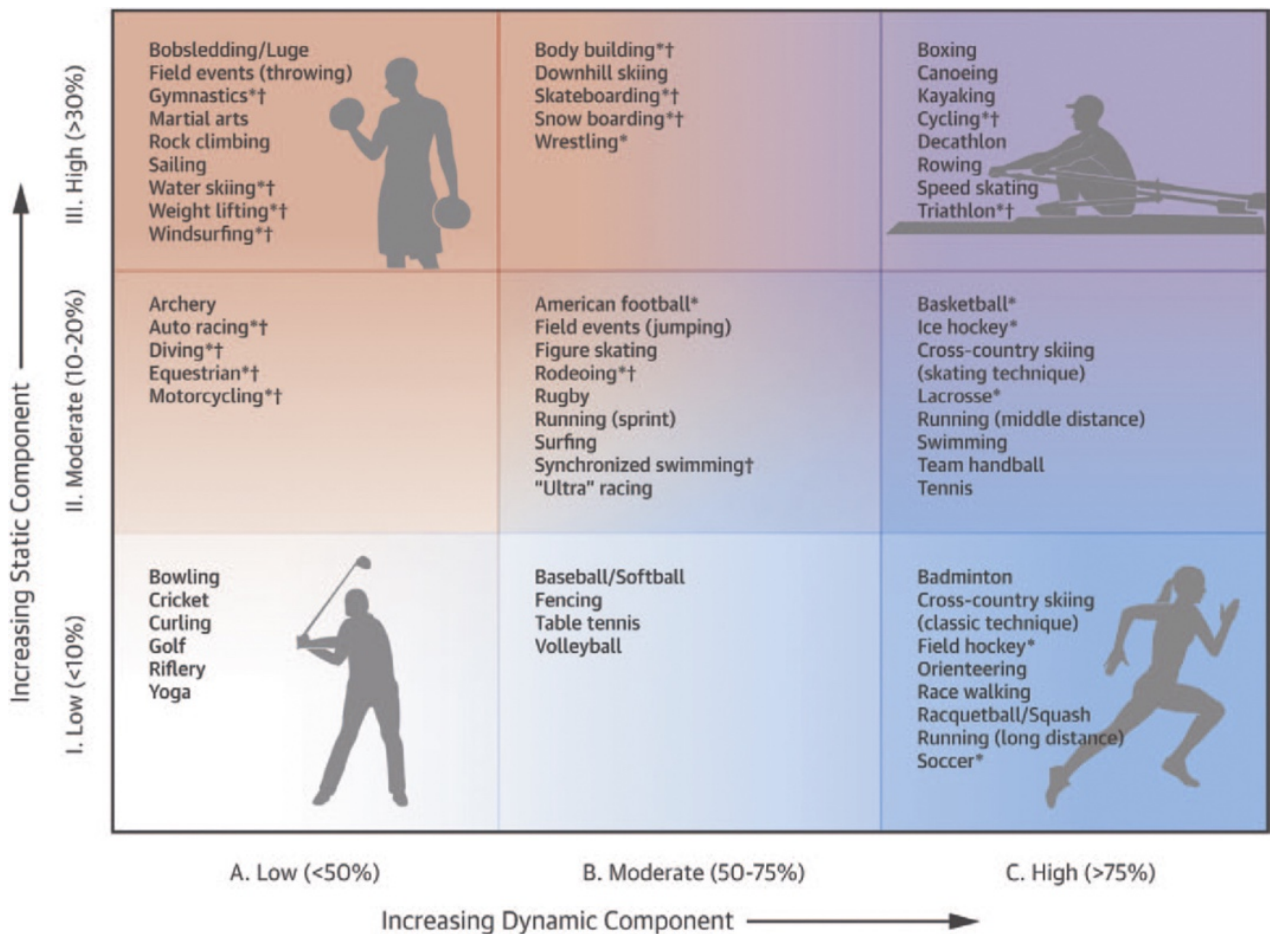 Increasing Static Component
III. High (>30%)
Bobsledding/Luge
Field events (throwing)
Gymnastics*†
Martial arts
Rock climbing
Sailing
Water skiing*†
Weight lifting*†
Windsurfing*†
Body building*†
Downhill skiing
Skateboarding*†
Snow boarding*†
Wrestling*
Boxing
Canoeing
Kayaking
Cycling*†
Decathlon
Rowing
Speed skating
Triathlon*†
II. Moderate (10-20%)
Archery
Auto racing*†
Diving*†
Equestrian*†
Motorcycling*†
American football*
Field events (jumping)
Figure skating
Rodeoing*†
Rugby
Running (sprint)
Surfing
Synchronized swimming†
"Ultra" racing
Basketball*
Ice hockey*
Cross-country skiing
(skating technique)
Lacrosse*
Running (middle distance)
Swimming
Team handball
Tennis
I. Low (<10%)
Bowling
Cricket
Curling
Golf
Riflery
Yoga
Baseball/Softball
Fencing
Table tennis
Volleyball
Badminton
Cross-country skiing
(classic technique)
Field hockey*
Orienteering
Race walking
Racquetball/Squash
Running (long distance)
Soccer*
A. Low (<50%)
B. Moderate (50-75%)
C. High (>75%)
Increasing Dynamic Component